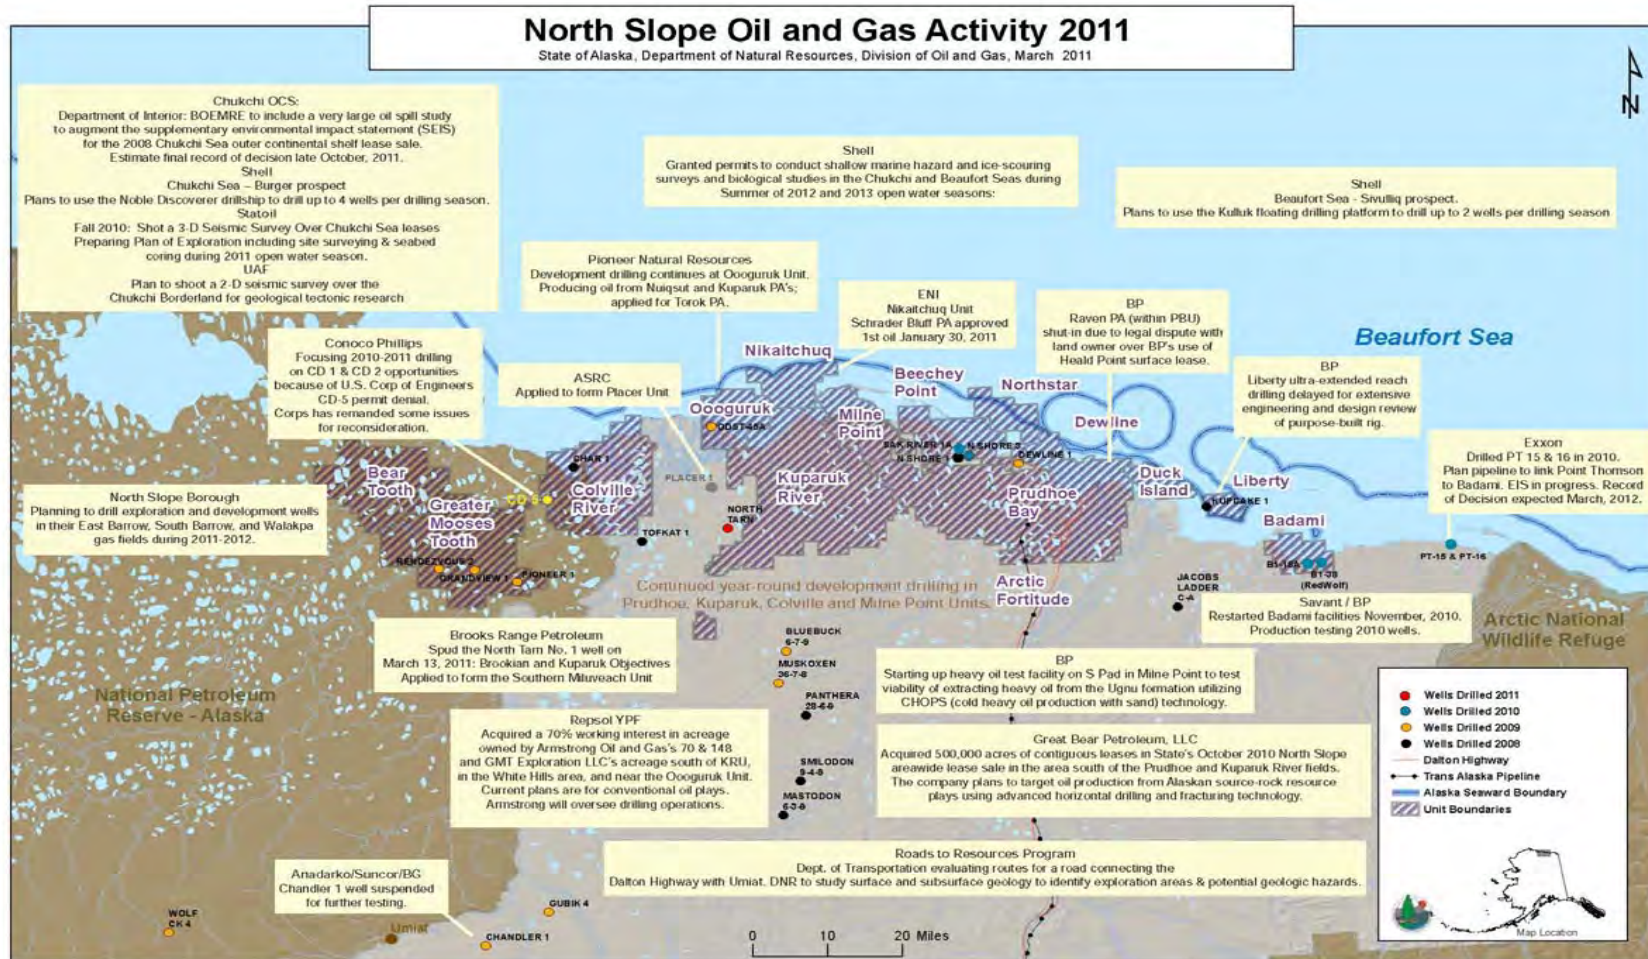 North Slope Oil and Gas Activity 2011
State of Alaska, Department of Natural Resources, Division of Oil and Gas, March 2011
N
Chukchi OCS:
Department of Interior: BOEMRE to include a very large oil spill study
to augment the supplementary environmental impact statement (SEIS)
for the 2008 Chukchi Sea outer continental shelf lease sale.
Estimate final record of decision late October, 2011.
Shell
Chukchi Sea – Burger prospect
Plans to use the Noble Discoverer drillship to drill up to 4 wells per drilling season.
Statoil
Fall 2010: Shot a 3-D Seismic Survey Over Chukchi Sea leases
Preparing Plan of Exploration including site surveying & seabed
coring during 2011 open water season.
UAF
Plan to shoot a 2-D seismic survey over the
Chukchi Borderland for geological tectonic research
Shell
Granted permits to conduct shallow marine hazard and ice-scouring
surveys and biological studies in the Chukchi and Beaufort Seas during
Summer of 2012 and 2013 open water seasons:
Shell
Beaufort Sea - Sivulliq prospect.
Plans to use the Kulluk floating drilling platform to drill up to 2 wells per drilling season
Pioneer Natural Resources
Development drilling continues at Oooguruk Unit.
Producing oil from Nuiqsut and Kuparuk PA's;
applied for Torok PA.
ENI
Nikaitchuq Unit
Schrader Bluff PA approved
1st oil January 30, 2011
BP
Raven PA (within PBU)
shut-in due to legal dispute with
land owner over BP's use of
Heald Point surface lease.
Beaufort Sea
Conoco Phillips
Focusing 2010-2011 drilling
on CD 1 & CD 2 opportunities
because of U.S. Corp of Engineers
CD-5 permit denial.
Corps has remanded some issues
for reconsideration.
ASRC
Applied to form Placer Unit
BP
Liberty ultra-extended reach
drilling delayed for extensive
engineering and design review
of purpose-built rig.
Exxon
Drilled PT 15 & 16 in 2010.
Plan pipeline to link Point Thomson
to Badami. EIS in progress. Record
of Decision expected March, 2012.
North Slope Borough
Planning to drill exploration and development wells
in their East Barrow, South Barrow, and Walakpa
gas fields during 2011-2012.
Nikaitchuq
Beechey
Point
Northstar
Oooguruk
ODST-45A
Milne
Point
Dewline
SAK RIVER 1A
N SHORE 3
N SHORE 1
DEWLINE 1
Bear
Tooth
CHAR 1
CD-5
Colville
River
PLACER 1
Kuparuk
River
Prudhoe
Bay
Duck
Island
Liberty
KUPCAKE 1
Greater
Mooses
Tooth
NORTH
TARN
TOFKAT 1
Badami
B1-18A
B1-38
(RedWolf)
PT-15 & PT-16
RENDEZVOUS 2
GRANDVIEW 1
PIONEER 1
Continued year-round development drilling in
Prudhoe, Kuparuk, Colville and Milne Point Units.
Arctic
Fortitude
JACOBS
LADDER
C-A
Savant / BP
Restarted Badami facilities November, 2010.
Production testing 2010 wells.
Arctic National
Wildlife Refuge
Brooks Range Petroleum
Spud the North Tarn No. 1 well on
March 13, 2011: Brookian and Kuparuk Objectives
Applied to form the Southern Miluveach Unit
BLUEBUCK
6-7-9
MUSKOXEN
36-7-8
PANTHERA
28-6-9
BP
Starting up heavy oil test facility on S Pad in Milne Point to test
viability of extracting heavy oil from the Ugnu formation utilizing
CHOPS (cold heavy oil production with sand) technology.
National Petroleum
Reserve - Alaska
Repsol YPF
Acquired a 70% working interest in acreage
owned by Armstrong Oil and Gas's 70 & 148
and GMT Exploration LLC's acreage south of KRU,
in the White Hills area, and near the Oooguruk Unit.
Current plans are for conventional oil plays.
Armstrong will oversee drilling operations.
SMILODON
9-4-9
MASTODON
6-3-9
Great Bear Petroleum, LLC
Acquired 500,000 acres of contiguous leases in State's October 2010 North Slope
areawide lease sale in the area south of the Prudhoe and Kuparuk River fields.
The company plans to target oil production from Alaskan source-rock resource
plays using advanced horizontal drilling and fracturing technology.
Wells Drilled 2011
Wells Drilled 2010
Wells Drilled 2009
Wells Drilled 2008
Dalton Highway
Trans Alaska Pipeline
Alaska Seaward Boundary
Unit Boundaries
Map Location
Roads to Resources Program
Dept. of Transportation evaluating routes for a road connecting the
Dalton Highway with Umiat. DNR to study surface and subsurface geology to identify exploration areas & potential geologic hazards.
Anadarko/Suncor/BG
Chandler 1 well suspended
for further testing.
WOLF
CK 4
Umiat
GUBIK 4
CHANDLER 1
0 10 20 Miles